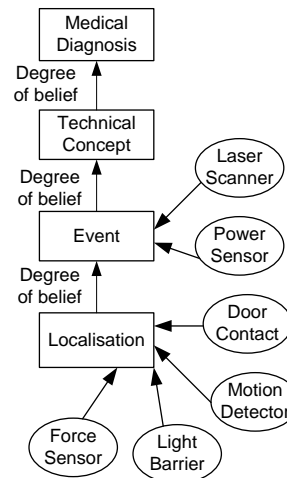 Medical
Diagnosis
Degree
of belief
Technical
Concept
Laser
Scanner
Degree
of belief
Event
Power
Sensor
Degree
of belief
Door
Contact
Localisation
Motion
Detector
Force
Sensor
Light
Barrier